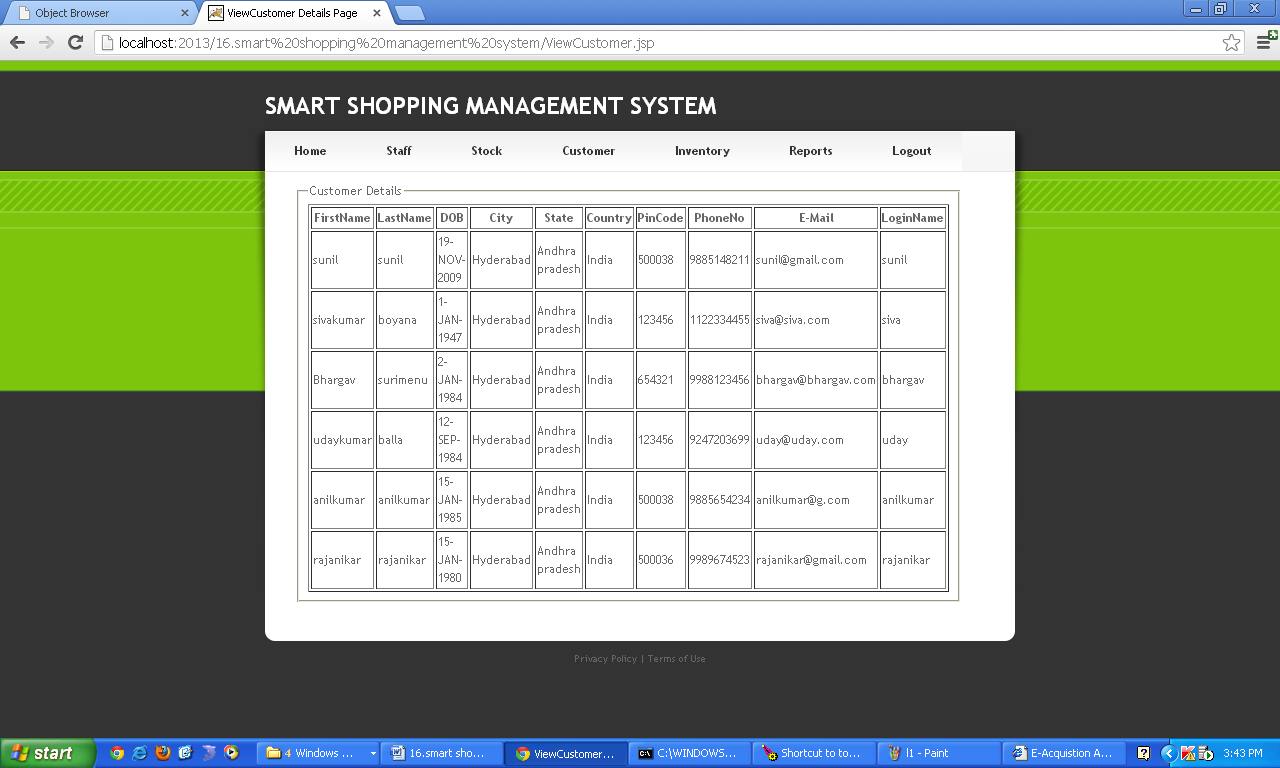 Object Browser
ViewCustomer Details Page
localhost:2013/16.smart%20shopping%20management%20system/ViewCustomer.jsp
SMART SHOPPING MANAGEMENT SYSTEM
Home Staff Stock Customer Inventory Reports Logout
Customer Details
FirstName LastName DOB City State Country PinCode PhoneNo E-Mail LoginName
sunil sunil 19-NOV-2009 Hyderabad Andhra pradesh India 500038 9885148211 sunil@gmail.com sunil
sivakumar boyana 1-JAN-1947 Hyderabad Andhra pradesh India 123456 1122334455 siva@siva.com siva
Bhargav surimenu 2-JAN-1984 Hyderabad Andhra pradesh India 654321 9988123456 bhargav@bhargav.com bhargav
udaykumar balla 12-SEP-1984 Hyderabad Andhra pradesh India 123456 9247203699 uday@uday.com uday
anilkumar anilkumar 15-JAN-1985 Hyderabad Andhra pradesh India 500038 9885654234 anilkumar@g.com anilkumar
rajanikar rajanikar 15-JAN-1980 Hyderabad Andhra pradesh India 500036 9989674523 rajanikar@gmail.com rajanikar
Privacy Policy | Terms of Use
start 4 Windows ... 16.smart sho... ViewCustomer... C:\WINDOWS... Shortcut to to... l1 - Paint E-Acquistion A... 3:43 PM